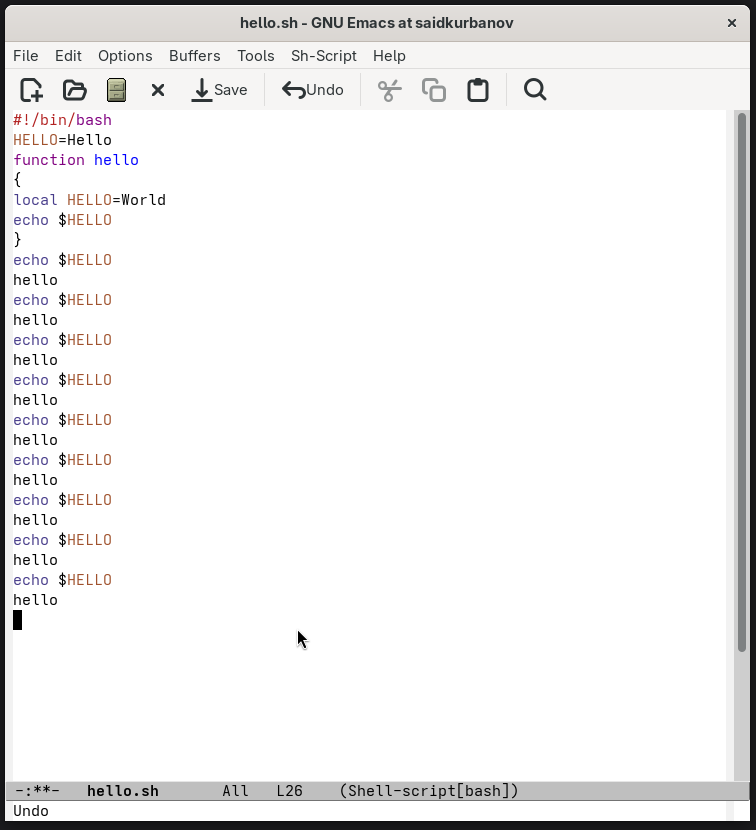 hello.sh - GNU Emacs at saidkurbanov
File Edit Options Buffers Tools Sh-Script Help
Save Undo
#!/bin/bash
HELLO=Hello
function hello
{
local HELLO=World
echo $HELLO
}
echo $HELLO
hello
echo $HELLO
hello
echo $HELLO
hello
echo $HELLO
hello
echo $HELLO
hello
echo $HELLO
hello
echo $HELLO
hello
echo $HELLO
hello
echo $HELLO
hello
-:**- hello.sh All L26 (Shell-script[bash])
Undo